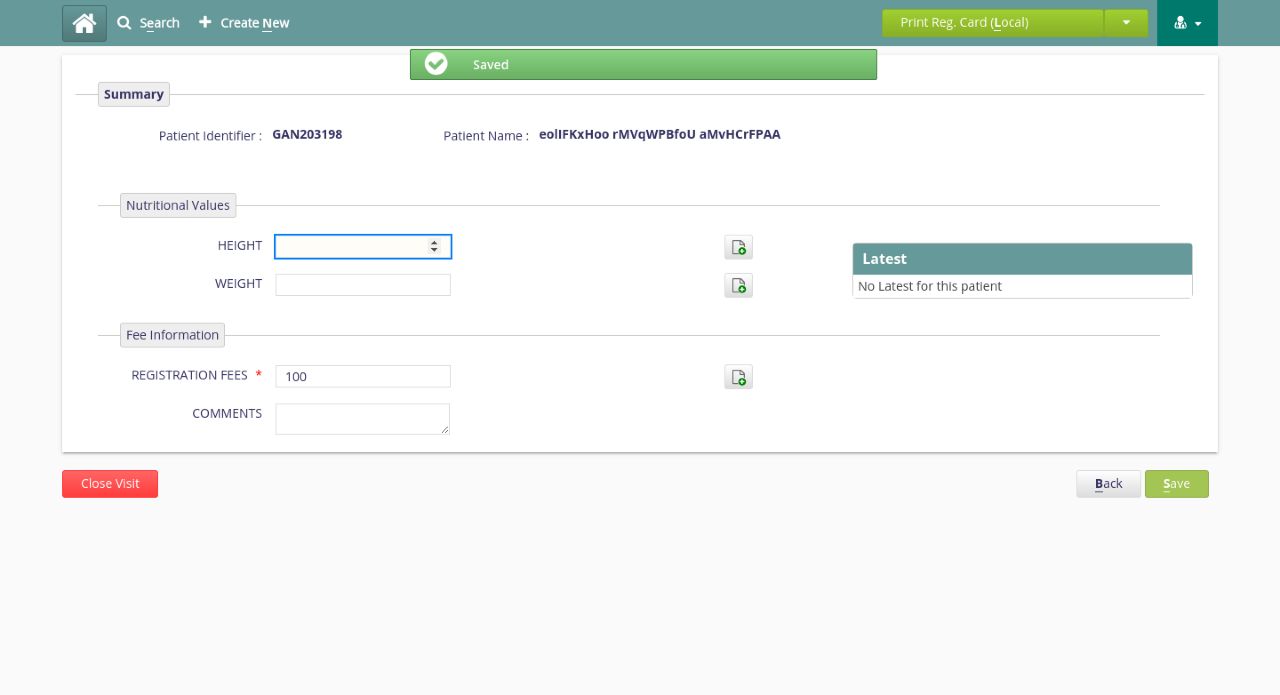 Search
Create New
Print Reg. Card (Local)
Saved
Summary
Patient Identifier : GAN203198
Patient Name : eolIFKxHoo rMVqWPBfoU aMvHCrFPAA
Nutritional Values
HEIGHT
WEIGHT
Latest
No Latest for this patient
Fee Information
REGISTRATION FEES * 100
COMMENTS
Close Visit
Back
Save